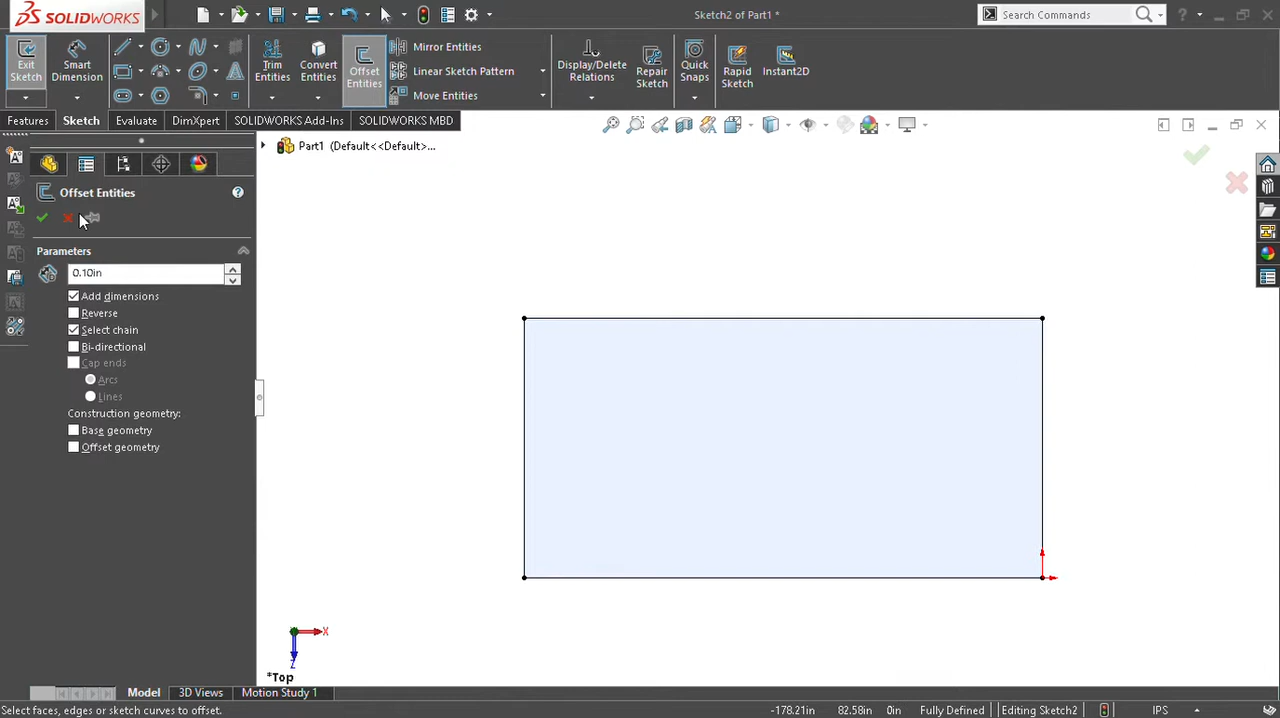 SOLIDWORKS
Sketch2 of Part1 *
Search Commands
?
Exit Sketch
Smart Dimension
Trim Entities
Convert Entities
Offset Entities
Mirror Entities
Linear Sketch Pattern
Move Entities
Display/Delete Relations
Repair Sketch
Quick Snaps
Rapid Sketch
Instant2D
Features
Sketch
Evaluate
DimXpert
SOLIDWORKS Add-Ins
SOLIDWORKS MBD
Part1 (Default<<Default>...
Offset Entities
?
Parameters
0.10in
Add dimensions
Reverse
Select chain
Bi-directional
Cap ends
Arcs
Lines
Construction geometry:
Base geometry
Offset geometry
X
Z
*Top
Model
3D Views
Motion Study 1
Select faces, edges or sketch curves to offset.
-178.21in
82.58in
0in
Fully Defined
Editing Sketch2
IPS